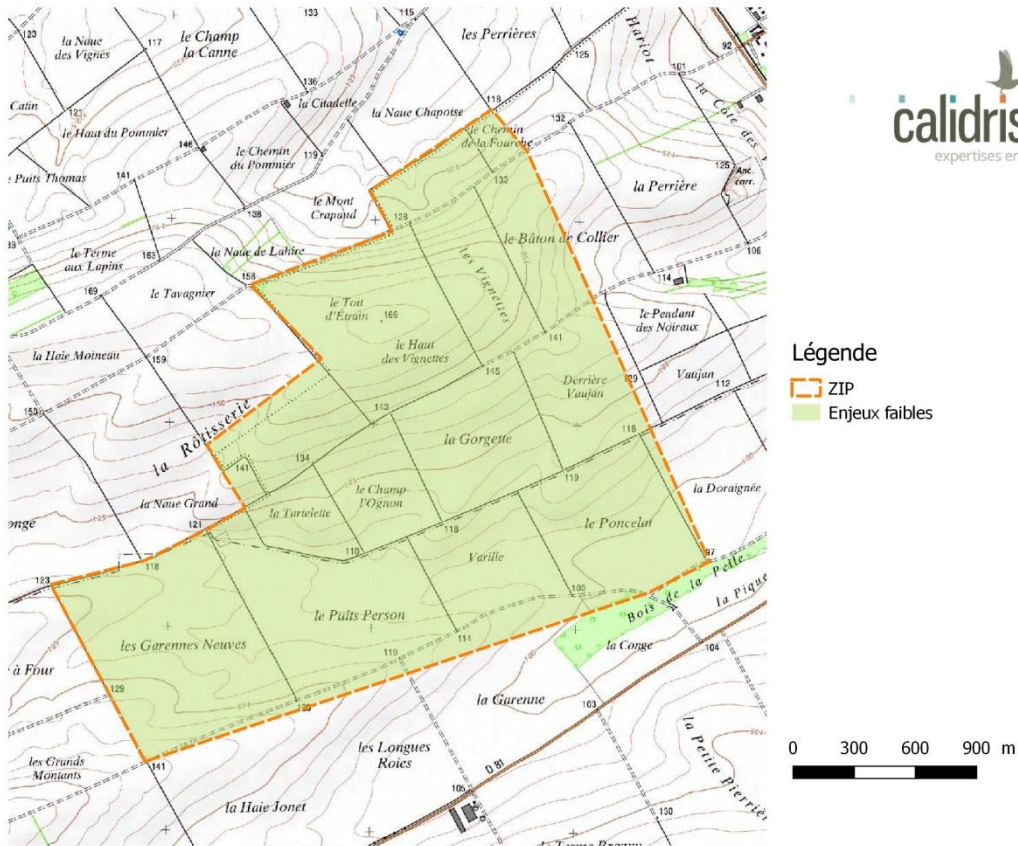 123
la Naue
des Vignes
117
le Champ
la Canne
133
115
les Perrières
125
Hariot
92
101
136
la Citadelle
la Naue Chapoise
118
le Chemin
de la Fourche
132
la Côte des
Catin
121
le Haut du Pommier
146
119
le Chemin
du Pommier
e Puits Thomas
141
138
le Mont
Crapaud
128
133
la Perrière
125
Anc.
carr.
le Terme
aux Lapins
163
la Naue de Lahire
158
le Bâton de Collier
106
169
le Tavagnier
les Vignettes
114
le Toit
d'Étrain
166
le Pendant
des Noiraux
la Haie Moineau
159
le Haut
des Vignettes
141
145
Derrière
Vaujan
129
Vaujan
112
150
la Rôtisserie
143
la Gorgette
116
134
141
le Champ
l'Ognon
119
la Doraignée
la Naue Grand
la Tartelette
onge
121
110
118
le Poncelot
118
Varille
97
123
103
Bois de la Pelle
la Pique
le Puits Person
les Garennes Neuves
114
la Conge
104
à Four
119
129
la Garenne
103
les Grands
Montants
141
les Longues
Roies
D 81
la Petite Pierrière
105
la Haie Jonet
130
calidris
expertises en
Légende
ZIP
Enjeux faibles
0 300 600 900 m